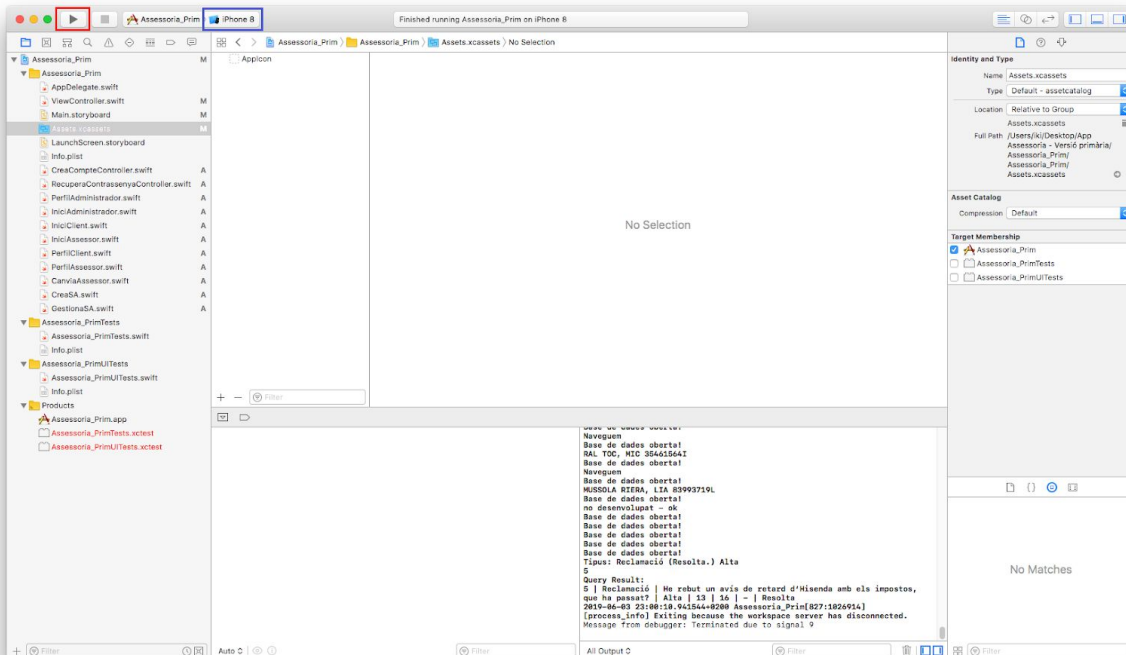 Assessoria_Prim
iPhone 8
Finished running Assessoria_Prim on iPhone 8
Assessoria_Prim
Assessoria_Prim
Assets.xcassets
No Selection
Assessoria_Prim M
Assessoria_Prim
AppDelegate.swift
ViewController.swift M
Main.storyboard M
Assets.xcassets M
LaunchScreen.storyboard
Info.plist
CreaCompteController.swift A
RecuperaContrassenyaController.swift A
PerfilAdministrador.swift A
IniciAdministrador.swift A
IniciClient.swift A
IniciAssessor.swift A
PerfilClient.swift A
PerfilAssessor.swift A
CanviaAssessor.swift A
CreaSA.swift A
GestionaSA.swift A
Assessoria_PrimTests
Assessoria_PrimTests.swift
Info.plist
Assessoria_PrimUITests
Assessoria_PrimUITests.swift
Info.plist
Products
Assessoria_Prim.app
Assessoria_PrimTests.xctest
Assessoria_PrimUITests.xctest
Filter
AppIcon
Filter
No Selection
Auto
Filter
Base de dades oberta!
Naveguem
Base de dades oberta!
RAL TOC, MIC 35461564I
Base de dades oberta!
Naveguem
Base de dades oberta!
MUSSOLA RIERA, LIA 83993719L
Base de dades oberta!
no desenvolupat - ok
Base de dades oberta!
Base de dades oberta!
Base de dades oberta!
Base de dades oberta!
Tipus: Reclamació (Resolta.) Alta
5
Query Result:
5 | Reclamació | He rebut un avís de retard d'Hisenda amb els impostos,
que ha passat? | Alta | 13 | 16 | - | Resolta
2019-06-03 23:00:10.941544+0200 Assessoria_Prim[827:1026914]
[process_info] Exiting because the workspace server has disconnected.
Message from debugger: Terminated due to signal 9
All Output
Filter
Identity and Type
Name Assets.xcassets
Type Default - assetcatalog
Location Relative to Group
Assets.xcassets
Full Path /Users/iki/Desktop/App
Assessoria - Versió primària/
Assessoria_Prim/
Assessoria_Prim/
Assets.xcassets
Asset Catalog
Compression Default
Target Membership
Assessoria_Prim
Assessoria_PrimTests
Assessoria_PrimUITests
No Matches
Filter